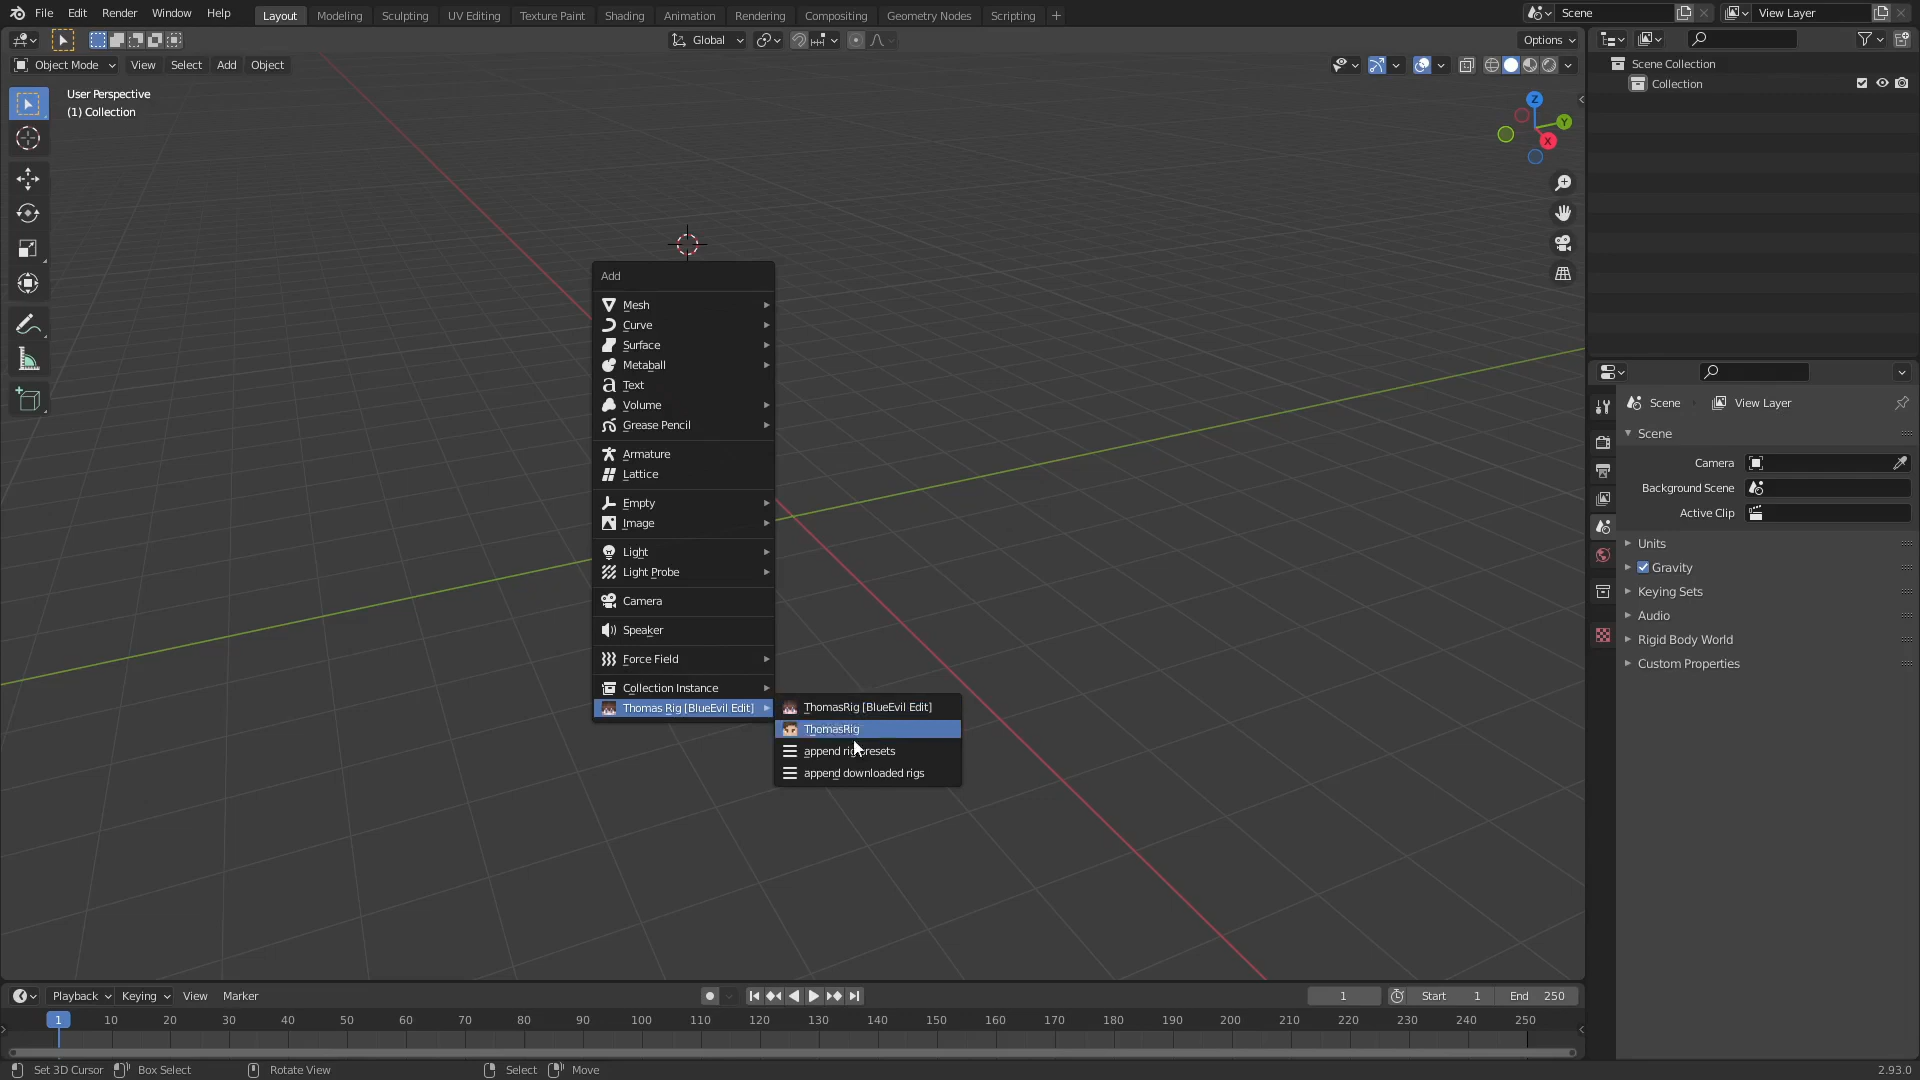 File Edit Render Window Help
Layout Modeling Sculpting UV Editing Texture Paint Shading Animation Rendering Compositing Geometry Nodes Scripting +
Scene
View Layer
Global
Options
Object Mode View Select Add Object
User Perspective
(1) Collection
Z
Y
X
Add
Mesh
Curve
Surface
Metaball
Text
Volume
Grease Pencil
Armature
Lattice
Empty
Image
Light
Light Probe
Camera
Speaker
Force Field
Collection Instance
Thomas Rig [BlueEvil Edit]
ThomasRig [BlueEvil Edit]
ThomasRig
append rig presets
append downloaded rigs
Scene Collection
Collection
Scene View Layer
Scene
Camera
Background Scene
Active Clip
Units
Gravity
Keying Sets
Audio
Rigid Body World
Custom Properties
Playback Keying View Marker
1 Start 1 End 250
1 10 20 30 40 50 60 70 80 90 100 110 120 130 140 150 160 170 180 190 200 210 220 230 240 250
Set 3D Cursor Box Select Rotate View Select Move 2.93.0